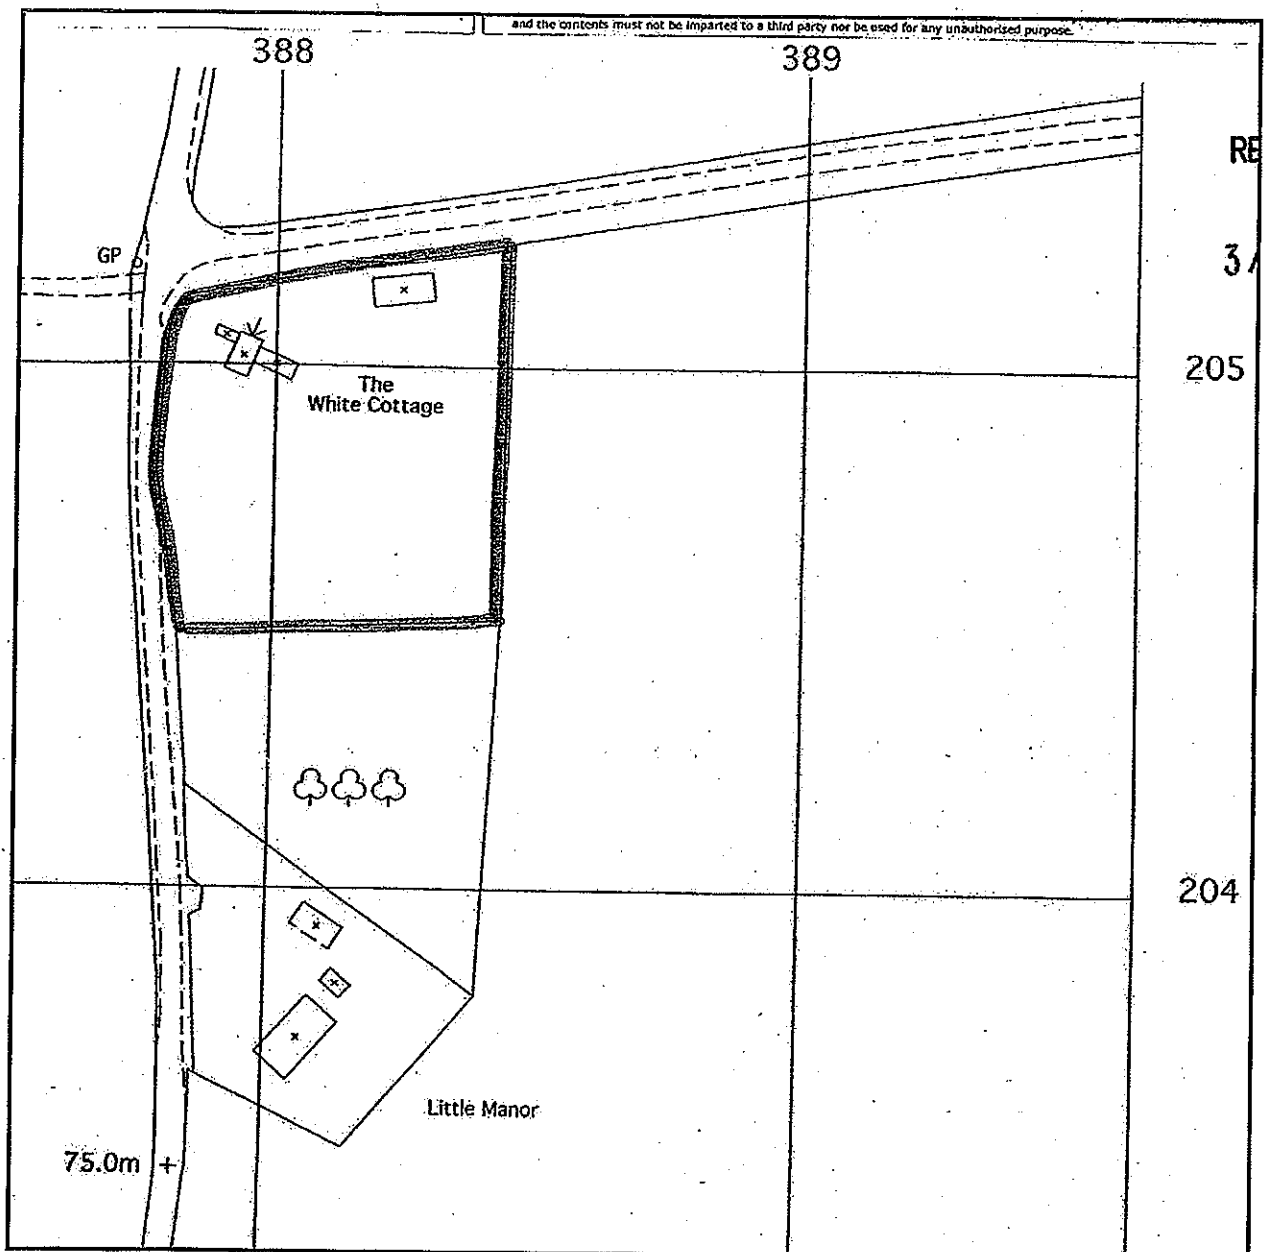 and the contents must not be imparted to a third party nor be used for any unauthorised purpose.
388
389
RE
GP
3/
205
The
White Cottage
204
Little Manor
75.0m